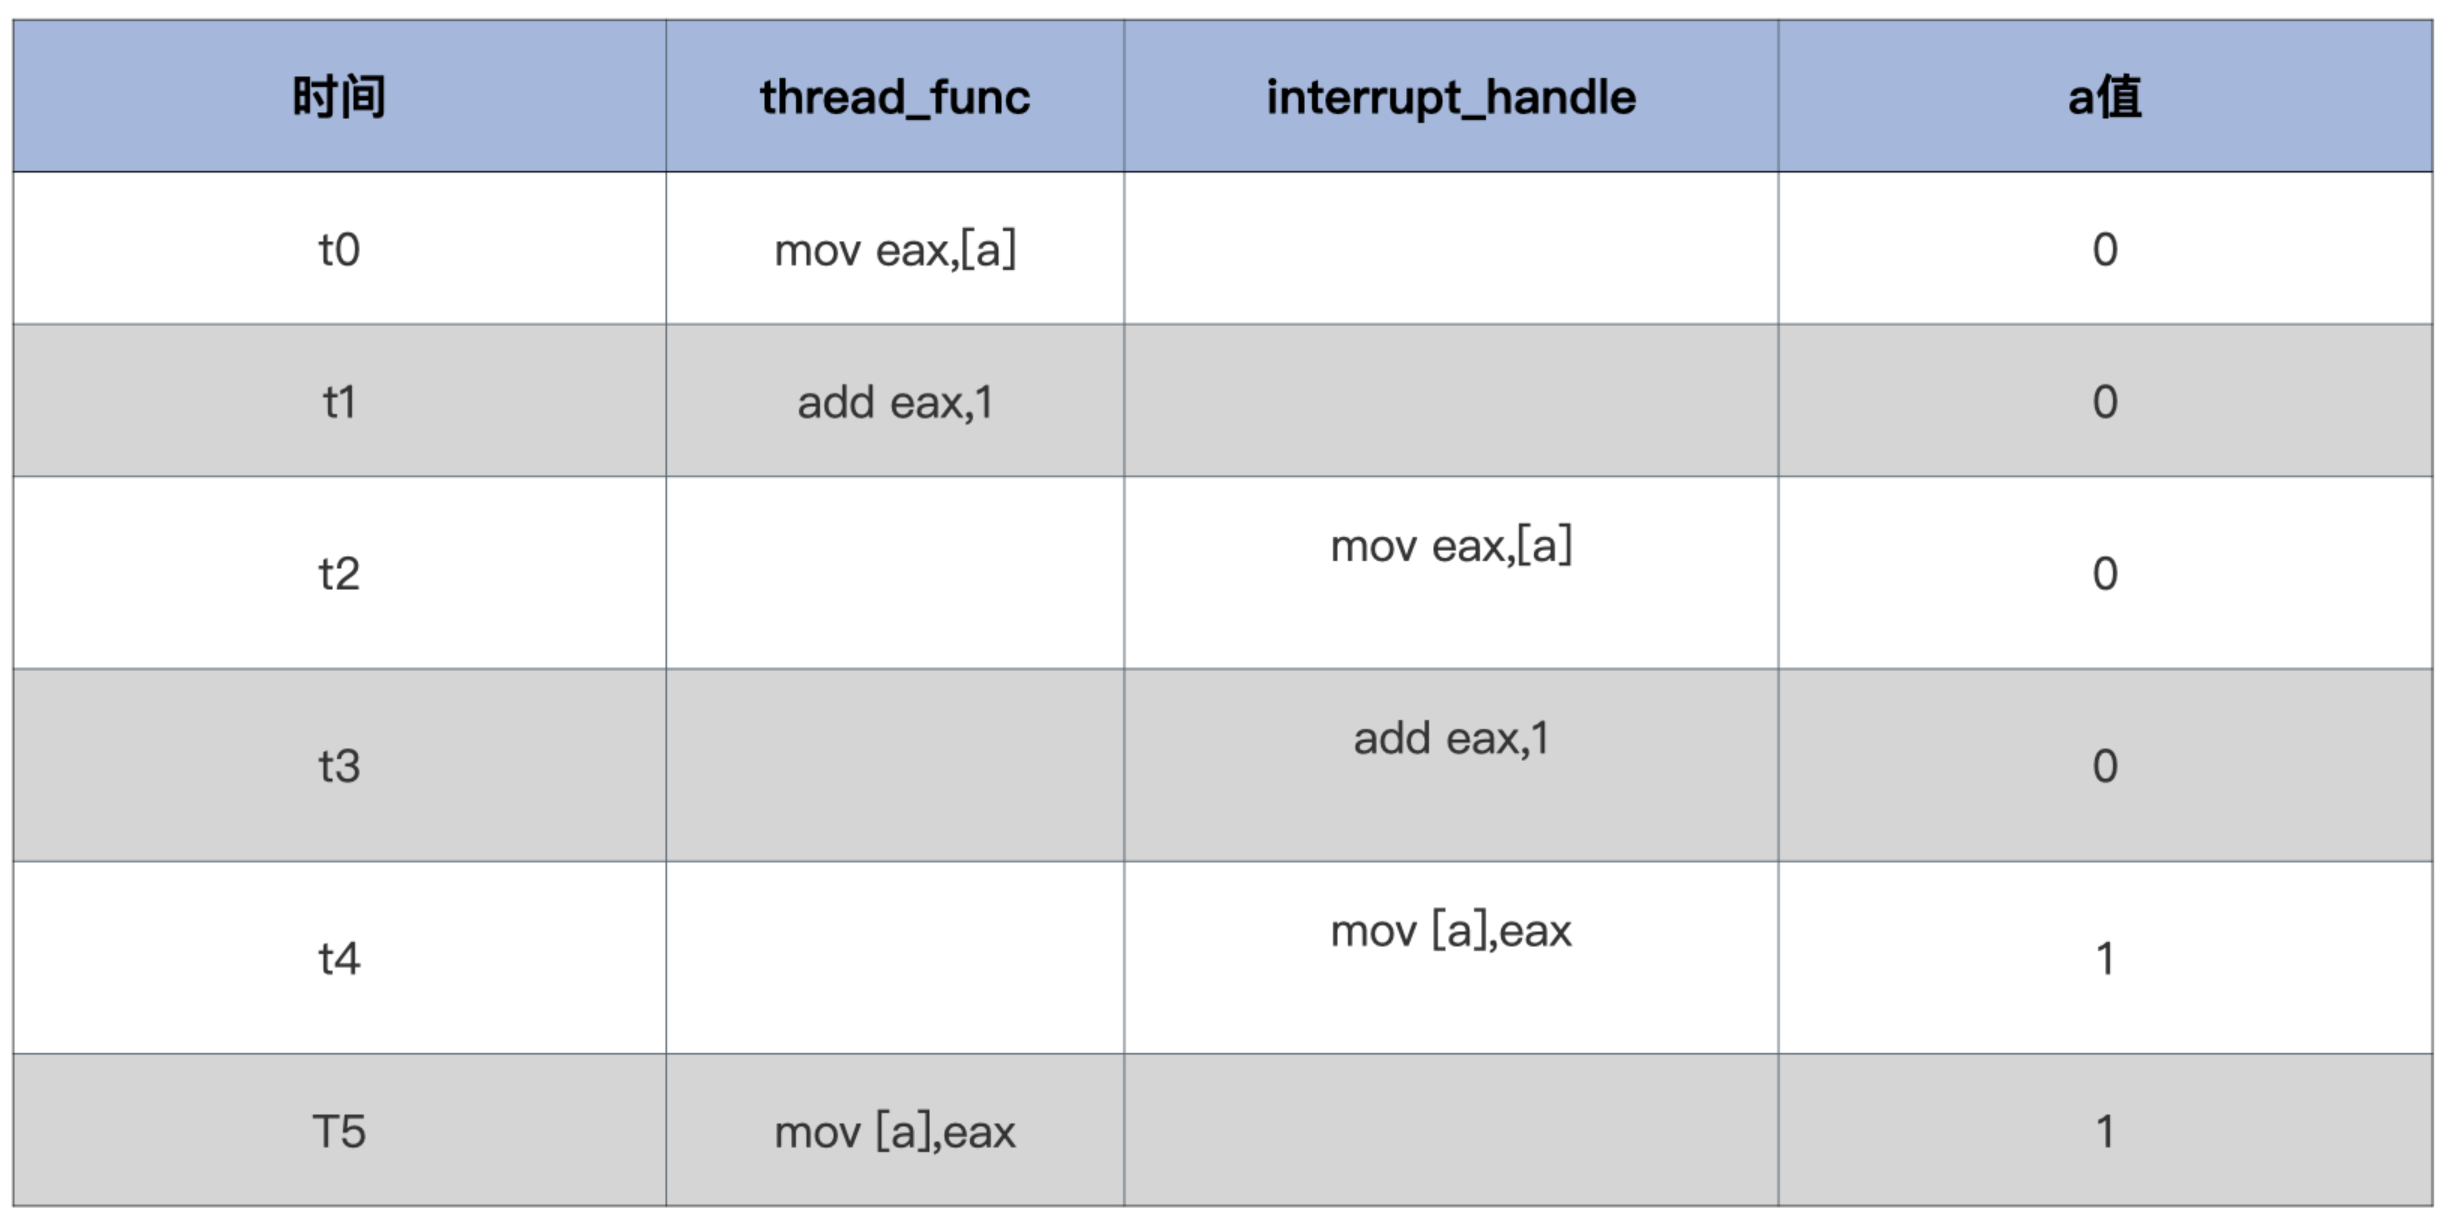 时间 thread_func interrupt_handle a值
t0 mov eax,[a] 0
t1 add eax,1 0
t2 mov eax,[a] 0
t3 add eax,1 0
t4 mov [a],eax 1
T5 mov [a],eax 1